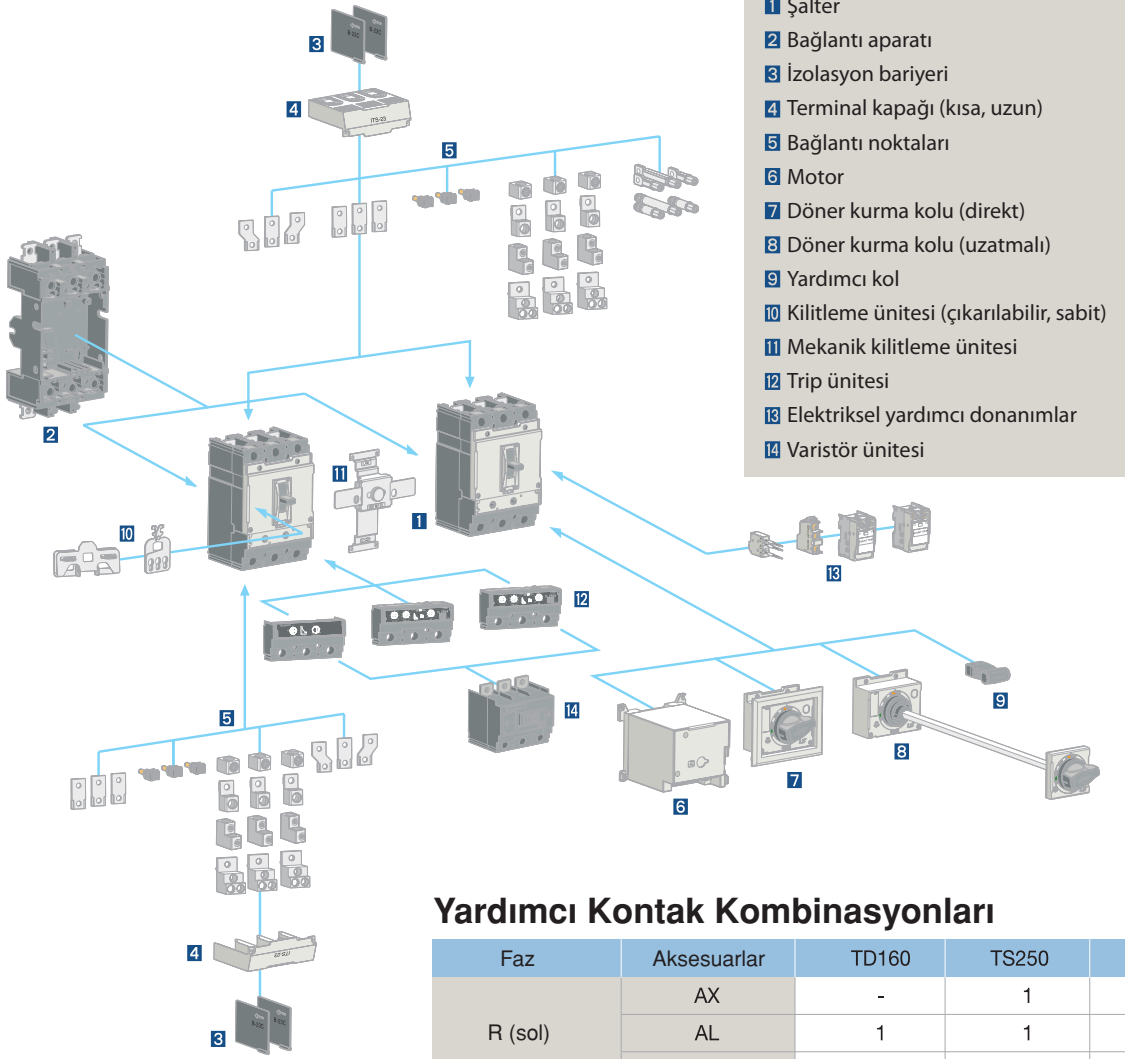 1 Şalter
2 Bağlantı aparatı
3 İzolasyon bariyeri
4 Terminal kapağı (kısa, uzun)
5 Bağlantı noktaları
6 Motor
7 Döner kurma kolu (direkt)
8 Döner kurma kolu (uzatmalı)
9 Yardımcı kol
10 Kilitleme ünitesi (çıkarılabilir, sabit)
11 Mekanik kilitleme ünitesi
12 Trip ünitesi
13 Elektriksel yardımcı donanımlar
14 Varistör ünitesi
3
4
ITS-23
5
2
11
1
10
13
12
9
14
5
8
7
6
4
3
Yardımcı Kontak Kombinasyonları
Faz Aksesuarlar TD160 TS250
AX - 1
R (sol) AL 1 1